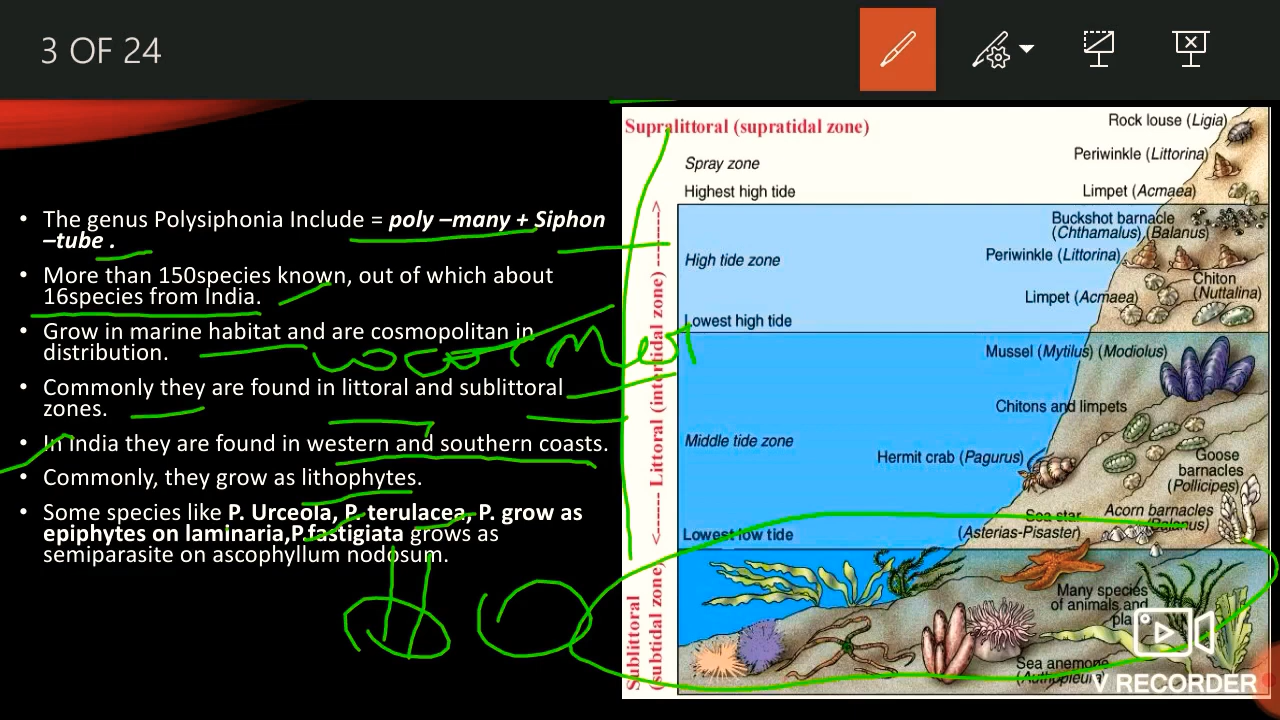 3 OF 24
• The genus Polysiphonia Include = poly –many + Siphon
–tube .
• More than 150species known, out of which about
16species from India.
• Grow in marine habitat and are cosmopolitan in
distribution.
• Commonly they are found in littoral and sublittoral
zones.
• In India they are found in western and southern coasts.
• Commonly, they grow as lithophytes.
• Some species like P. Urceola, P. terulacea, P. grow as
epiphytes on laminaria,P.fastigiata grows as
semiparasite on ascophyllum nodosum.
Supralittoral (supratidal zone)
Spray zone
Highest high tide
High tide zone
Lowest high tide
Middle tide zone
Lowest low tide
<----- Littoral (intertidal zone) ------>
Sublittoral
(subtidal zone)
Rock louse (Ligia)
Periwinkle (Littorina)
Limpet (Acmaea)
Buckshot barnacle
(Chthamalus) (Balanus)
Periwinkle (Littorina)
Chiton
(Nuttalina)
Limpet (Acmaea)
Mussel (Mytilus) (Modiolus)
Chitons and limpets
Hermit crab (Pagurus)
Goose
barnacles
(Pollicipes)
Acorn barnacles
(Balanus)
Sea star
(Asterias-Pisaster)
Many species
of animals and
Sea anemone
V RECORDER